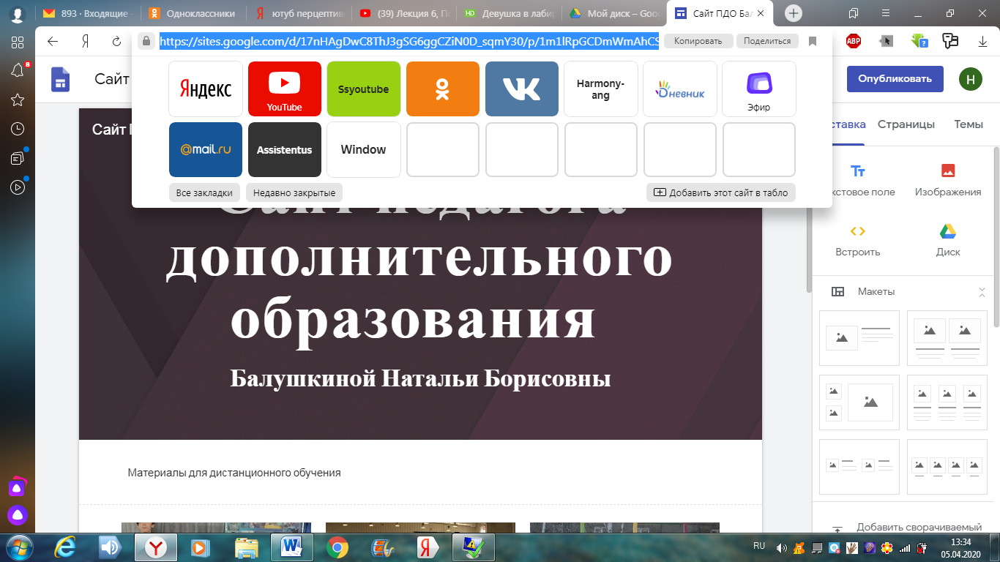 893 · Входящие -
Одноклассники
ютуб перцептив
(39) Лекция 6, П
Девушка в лаби
Мой диск – Goo
Сайт ПДО Бал
8
https://sites.google.com/d/17nHAgDwC8ThJ3gSG6ggCZiN0D_sqmY30/p/1m1lRpGCDmWmAhCS
Копировать
Поделиться
ABP
Сайт
Опубликовать
Н
Яндекс
YouTube
Ssyoutube
Harmony-
ang
Дневник
Эфир
@mail.ru
Assistentus
Window
Все закладки
Недавно закрытые
Добавить этот сайт в табло
ставка
Страницы
Темы
кстовое поле
Изображения
Встроить
Диск
Макеты
Добавить сворачиваемый
Сайт педагога
дополнительного
образования
Балушкиной Натальи Борисовны
Материалы для дистанционного обучения
RU
13:34
05.04.2020